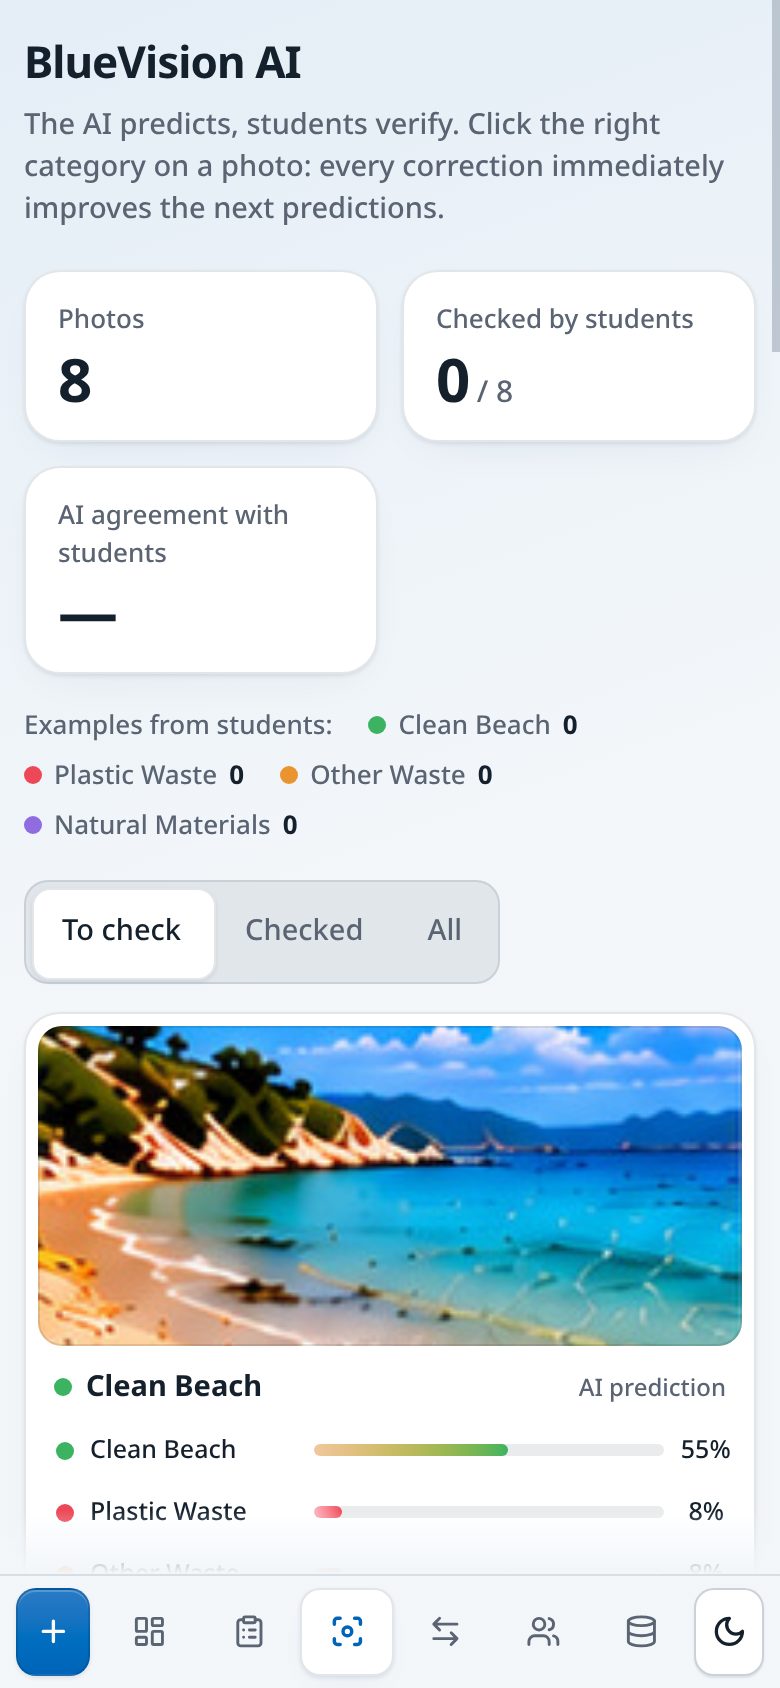 BlueVision AI
The AI predicts, students verify. Click the right
category on a photo: every correction immediately
improves the next predictions.
Photos
8
Checked by students
0 / 8
AI agreement with
students
—
Examples from students: Clean Beach 0
Plastic Waste 0 Other Waste 0
Natural Materials 0
To check Checked All
Clean Beach AI prediction
Clean Beach 55%
Plastic Waste 8%
Other Waste 8%